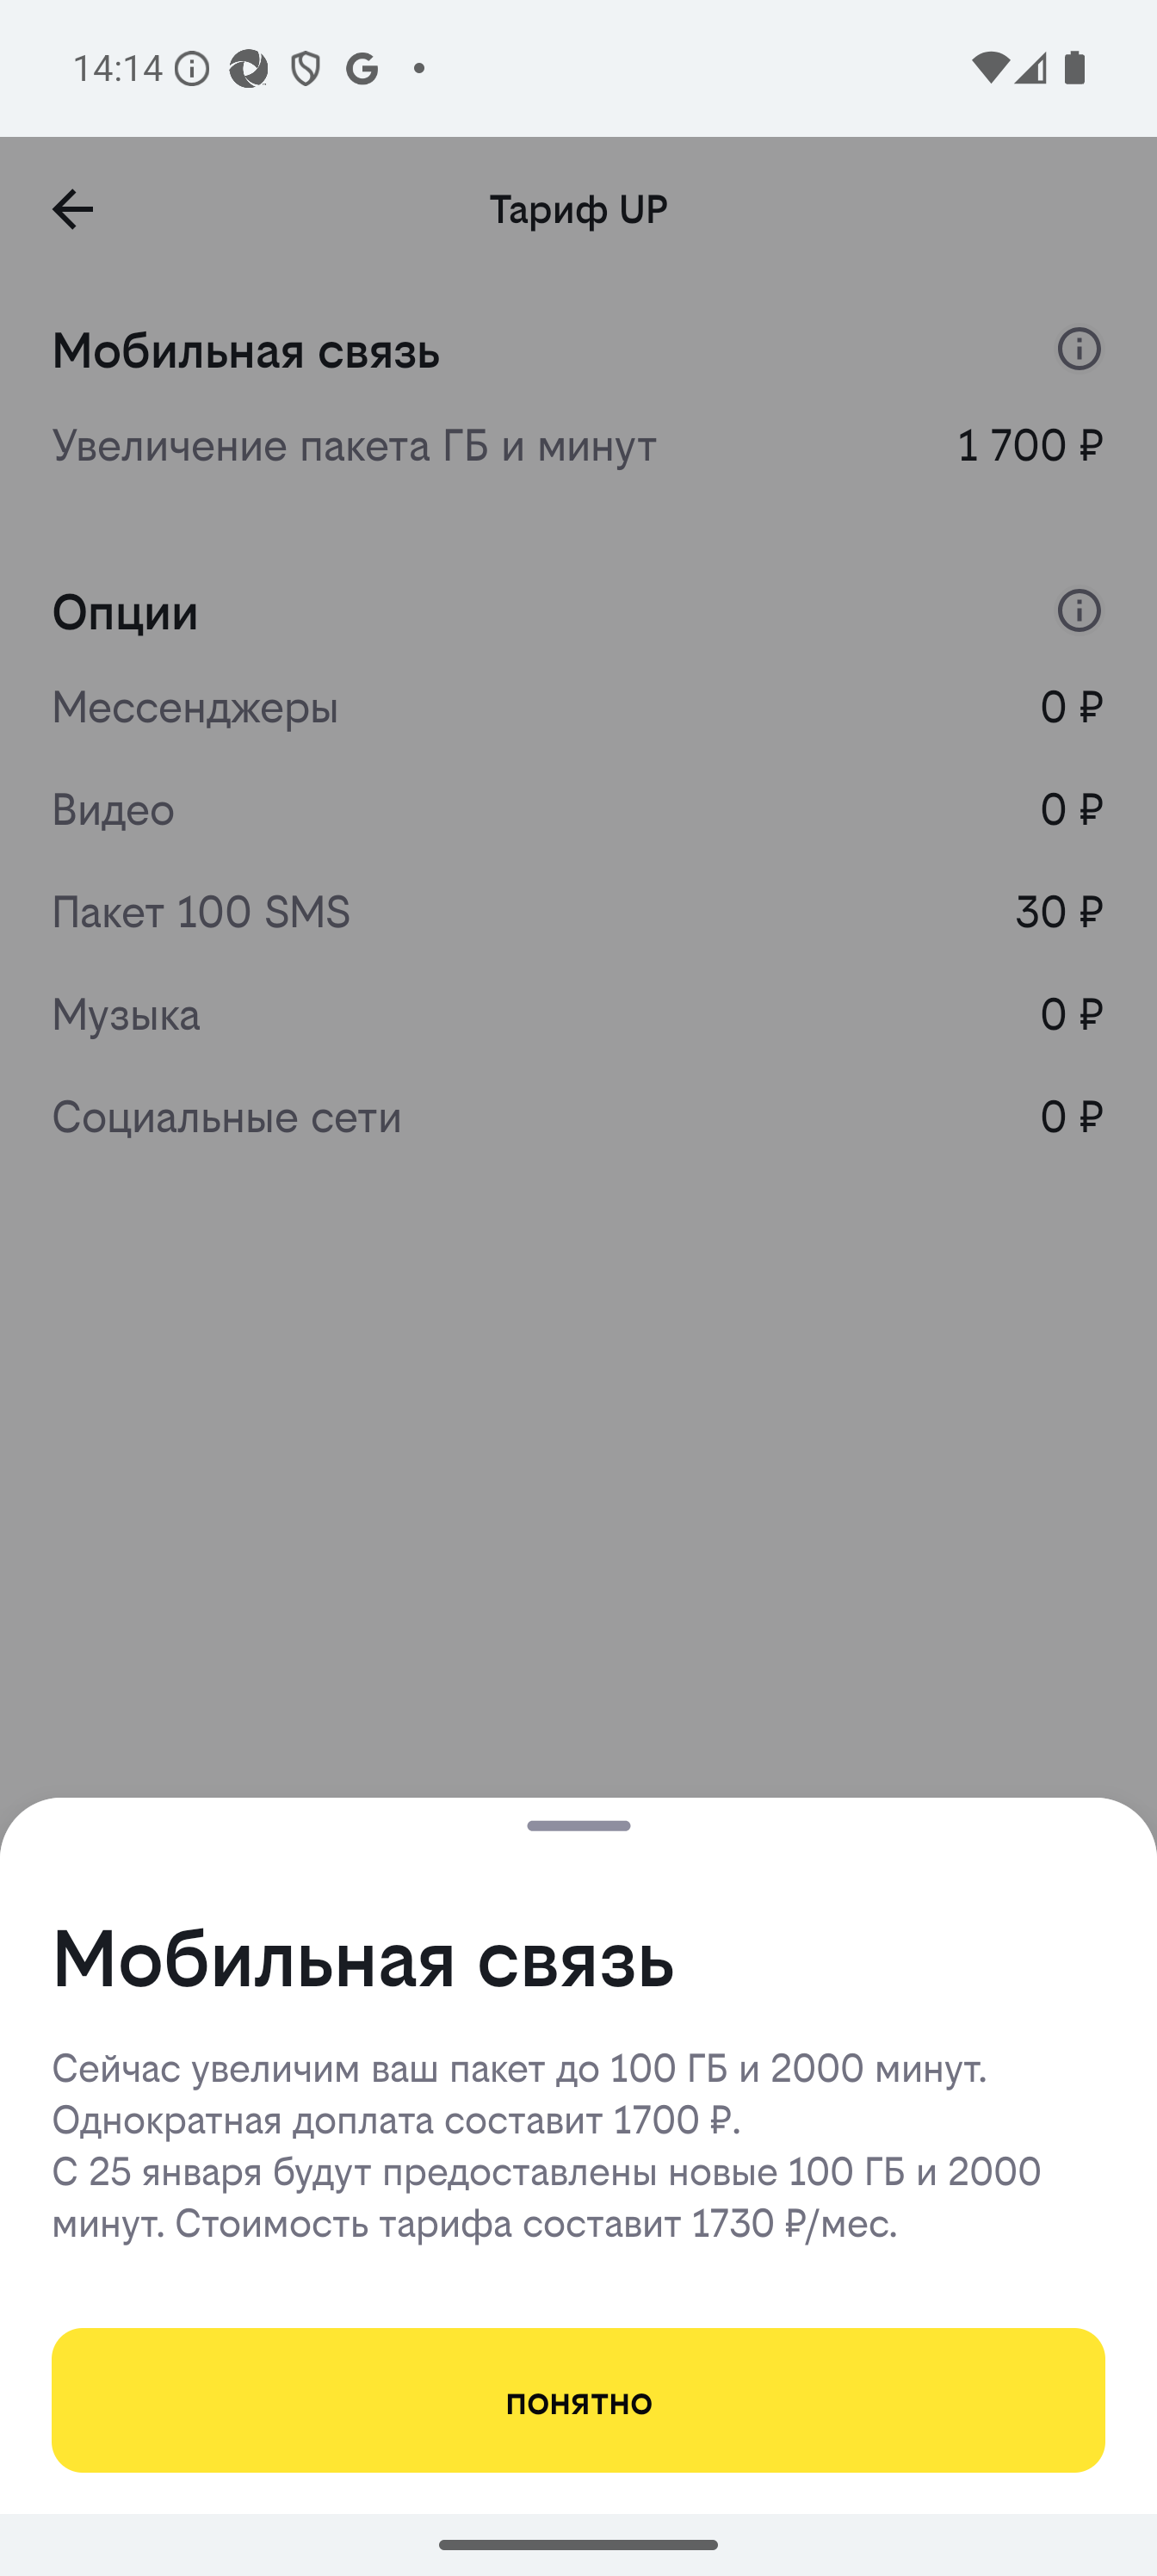 14:14
Тариф UP
Мобильная связь
Увеличение пакета ГБ и минут 1 700 ₽
Опции
Мессенджеры 0 ₽
Видео 0 ₽
Пакет 100 SMS 30 ₽
Музыка 0 ₽
Социальные сети 0 ₽
Мобильная связь
Сейчас увеличим ваш пакет до 100 ГБ и 2000 минут.
Однократная доплата составит 1700 ₽.
С 25 января будут предоставлены новые 100 ГБ и 2000
минут. Стоимость тарифа составит 1730 ₽/мес.
понятно